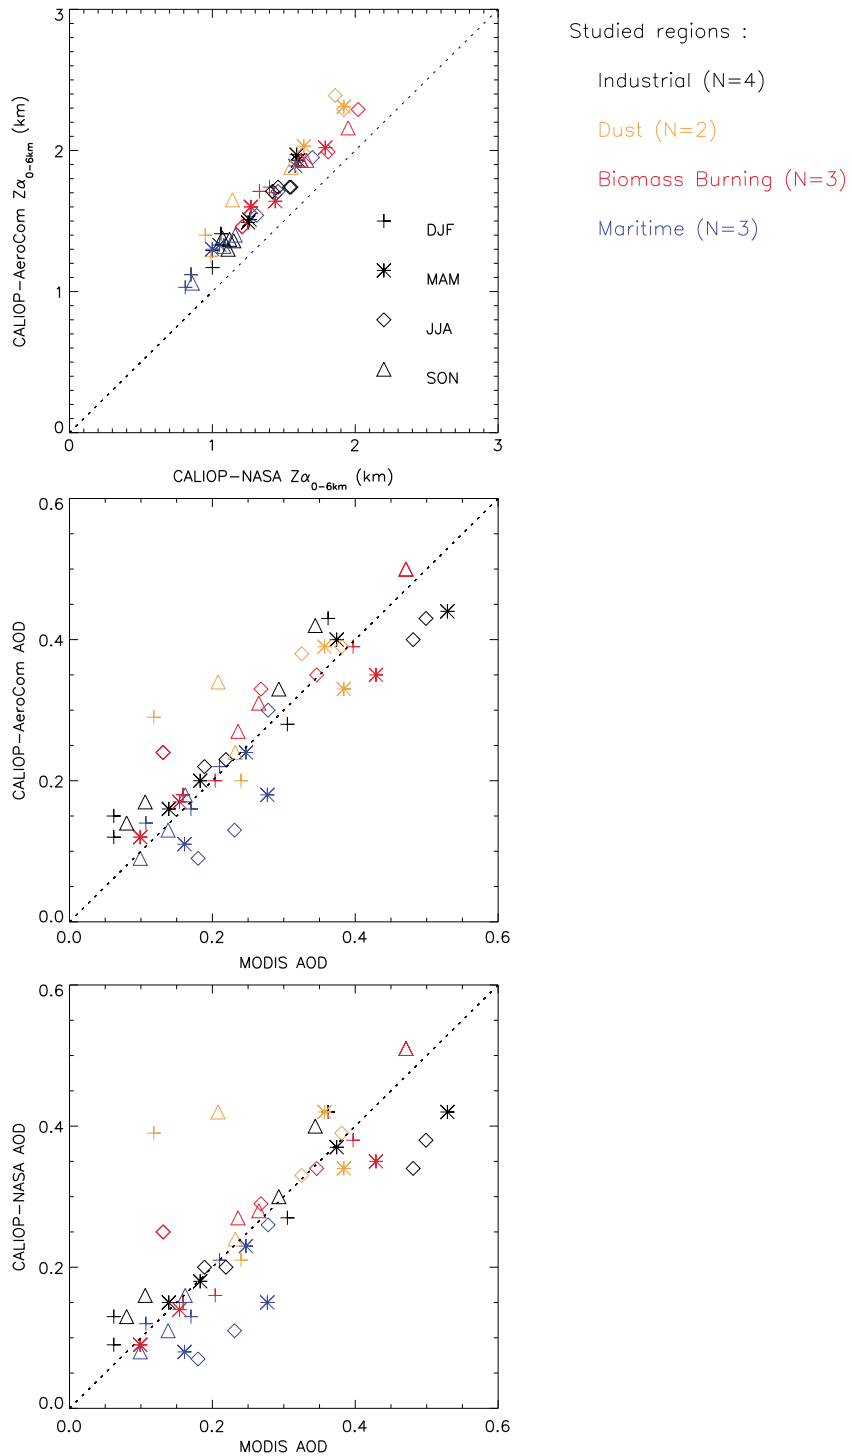 Studied regions :
Industrial (N=4)
Dust (N=2)
Biomass Burning (N=3)
Maritime (N=3)
CALIOP-AeroCom Zα0-6km (km)
3
2
1
0
DJF
MAM
JJA
SON
0 1 2 3
CALIOP-NASA Zα0-6km (km)
CALIOP-AeroCom AOD
0.6
0.4
0.2
0.0
0.0 0.2 0.4 0.6
MODIS AOD
CALIOP-NASA AOD
0.6
0.4
0.2
0.0
0.0 0.2 0.4 0.6
MODIS AOD